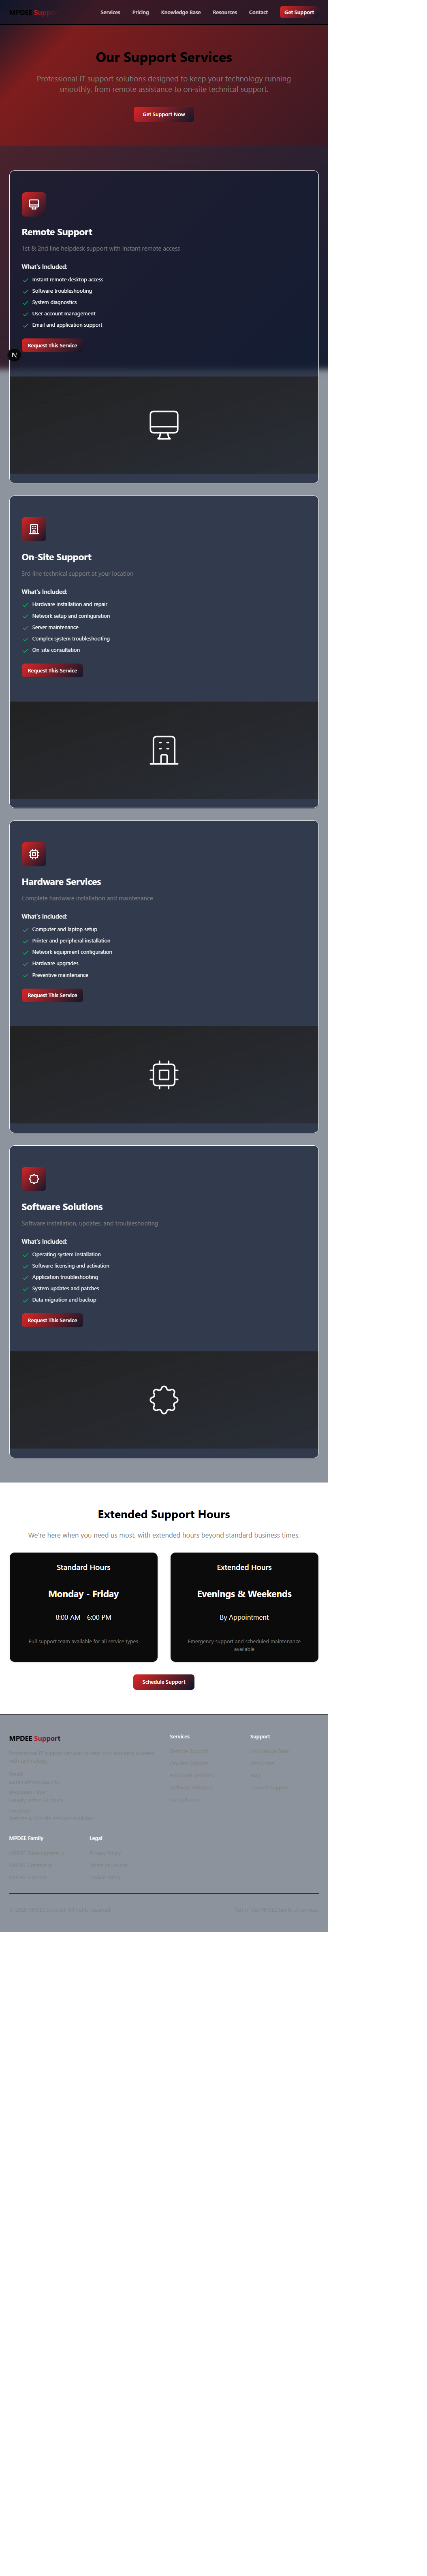 MPDEE Support
Services
Pricing
Knowledge Base
Resources
Contact
Get Support
Our Support Services
Professional IT support solutions designed to keep your technology running
smoothly, from remote assistance to on-site technical support.
Get Support Now
Remote Support
1st & 2nd line helpdesk support with instant remote access
What's Included:
Instant remote desktop access
Software troubleshooting
System diagnostics
User account management
Email and application support
Request This Service
N
On-Site Support
3rd line technical support at your location
What's Included:
Hardware installation and repair
Network setup and configuration
Server maintenance
Complex system troubleshooting
On-site consultation
Request This Service
Hardware Services
Complete hardware installation and maintenance
What's Included:
Computer and laptop setup
Printer and peripheral installation
Network equipment configuration
Hardware upgrades
Preventive maintenance
Request This Service
Software Solutions
Software installation, updates, and troubleshooting
What's Included:
Operating system installation
Software licensing and activation
Application troubleshooting
System updates and patches
Data migration and backup
Request This Service
Extended Support Hours
We're here when you need us most, with extended hours beyond standard business times.
Standard Hours
Monday - Friday
8:00 AM - 6:00 PM
Full support team available for all service types
Extended Hours
Evenings & Weekends
By Appointment
Emergency support and scheduled maintenance
available
Schedule Support
MPDEE Support
Services
Support
MPDEE Family
Legal